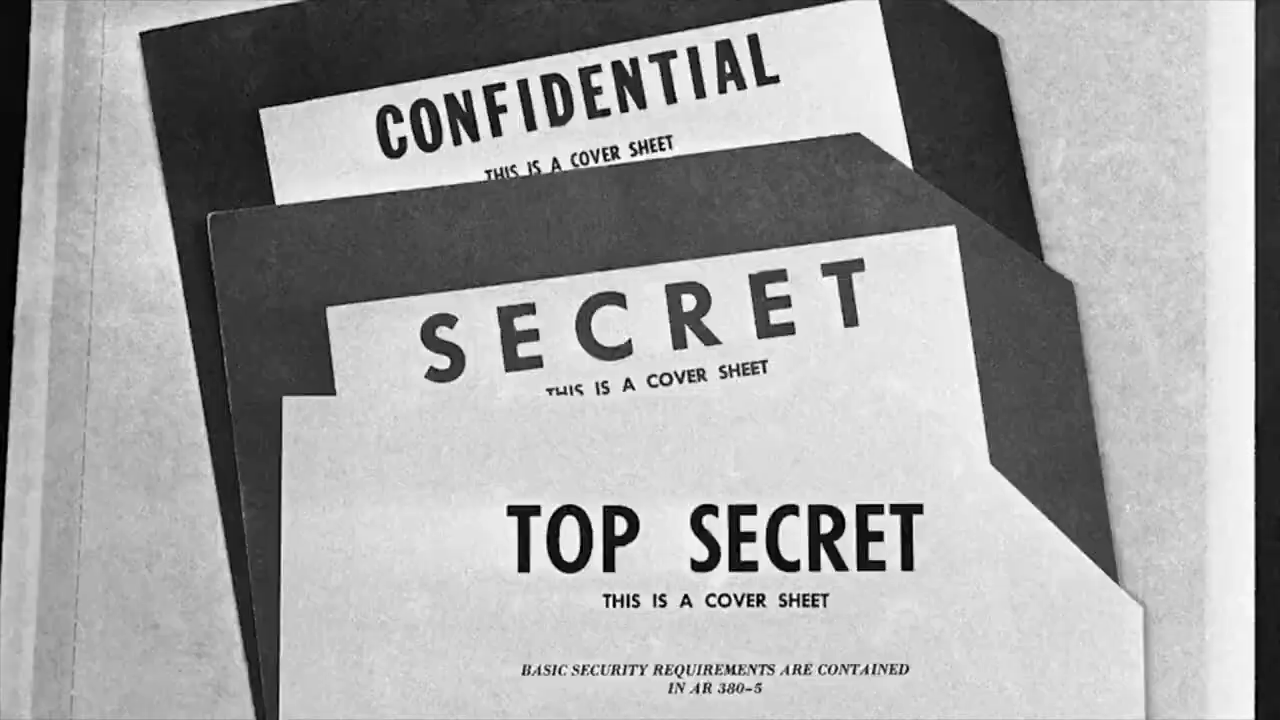 CONFIDENTIAL
THIS IS A COVER SHEET
SECRET
THIS IS A COVER SHEET
TOP SECRET
THIS IS A COVER SHEET
BASIC SECURITY REQUIREMENTS ARE CONTAINED
IN AR 380-5